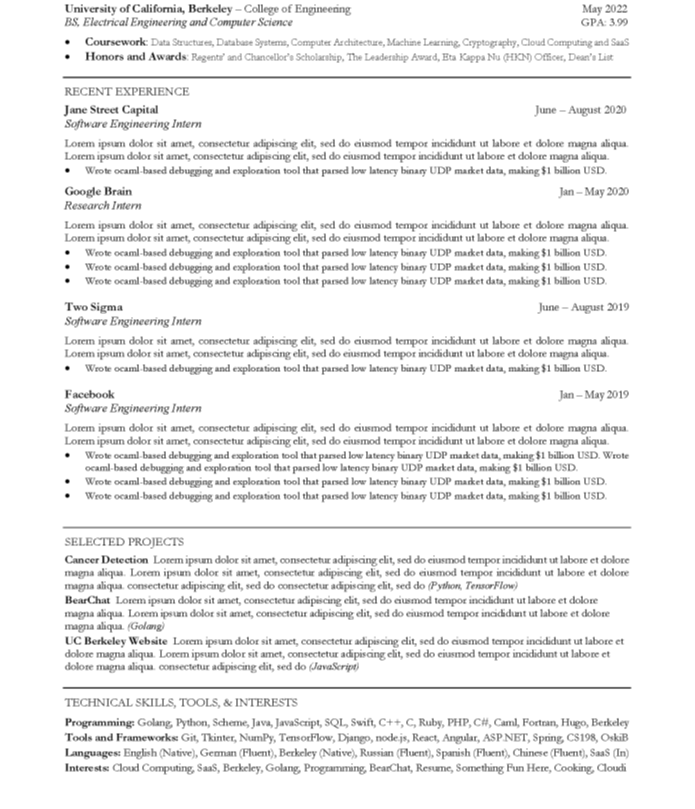 University of California, Berkeley – College of Engineering May 2022
BS, Electrical Engineering and Computer Science GPA: 3.99
• Coursework: Data Structures, Database Systems, Computer Architecture, Machine Learning, Cryptography, Cloud Computing and SaaS
• Honors and Awards: Regents' and Chancellor's Scholarship, The Leadership Award, Eta Kappa Nu (HKN) Officer, Dean's List
RECENT EXPERIENCE
Jane Street Capital June – August 2020
Software Engineering Intern
Lorem ipsum dolor sit amet, consectetur adipiscing elit, sed do eiusmod tempor incididunt ut labore et dolore magna aliqua.
Lorem ipsum dolor sit amet, consectetur adipiscing elit, sed do eiusmod tempor incididunt ut labore et dolore magna aliqua.
• Wrote ocaml-based debugging and exploration tool that parsed low latency binary UDP market data, making $1 billion USD.
Google Brain Jan – May 2020
Research Intern
Lorem ipsum dolor sit amet, consectetur adipiscing elit, sed do eiusmod tempor incididunt ut labore et dolore magna aliqua.
Lorem ipsum dolor sit amet, consectetur adipiscing elit, sed do eiusmod tempor incididunt ut labore et dolore magna aliqua.
• Wrote ocaml-based debugging and exploration tool that parsed low latency binary UDP market data, making $1 billion USD.
• Wrote ocaml-based debugging and exploration tool that parsed low latency binary UDP market data, making $1 billion USD.
• Wrote ocaml-based debugging and exploration tool that parsed low latency binary UDP market data, making $1 billion USD.
Two Sigma June – August 2019
Software Engineering Intern
Lorem ipsum dolor sit amet, consectetur adipiscing elit, sed do eiusmod tempor incididunt ut labore et dolore magna aliqua.
Lorem ipsum dolor sit amet, consectetur adipiscing elit, sed do eiusmod tempor incididunt ut labore et dolore magna aliqua.
• Wrote ocaml-based debugging and exploration tool that parsed low latency binary UDP market data, making $1 billion USD.
Facebook Jan – May 2019
Software Engineering Intern
Lorem ipsum dolor sit amet, consectetur adipiscing elit, sed do eiusmod tempor incididunt ut labore et dolore magna aliqua.
Lorem ipsum dolor sit amet, consectetur adipiscing elit, sed do eiusmod tempor incididunt ut labore et dolore magna aliqua.
• Wrote ocaml-based debugging and exploration tool that parsed low latency binary UDP market data, making $1 billion USD. Wrote
ocaml-based debugging and exploration tool that parsed low latency binary UDP market data, making $1 billion USD.
• Wrote ocaml-based debugging and exploration tool that parsed low latency binary UDP market data, making $1 billion USD.
• Wrote ocaml-based debugging and exploration tool that parsed low latency binary UDP market data, making $1 billion USD.
SELECTED PROJECTS
Cancer Detection Lorem ipsum dolor sit amet, consectetur adipiscing elit, sed do eiusmod tempor incididunt ut labore et dolore
magna aliqua. Lorem ipsum dolor sit amet, consectetur adipiscing elit, sed do eiusmod tempor incididunt ut labore et dolore
magna aliqua. consectetur adipiscing elit, sed do consectetur adipiscing elit, sed do (Python, TensorFlow)
BearChat Lorem ipsum dolor sit amet, consectetur adipiscing elit, sed do eiusmod tempor incididunt ut labore et dolore
magna aliqua. Lorem ipsum dolor sit amet, consectetur adipiscing elit, sed do eiusmod tempor incididunt ut labore et dolore
magna aliqua. (Golang)
UC Berkeley Website Lorem ipsum dolor sit amet, consectetur adipiscing elit, sed do eiusmod tempor incididunt ut labore et
dolore magna aliqua. Lorem ipsum dolor sit amet, consectetur adipiscing elit, sed do eiusmod tempor incididunt ut labore et
dolore magna aliqua. consectetur adipiscing elit, sed do (JavaScript)
TECHNICAL SKILLS, TOOLS, & INTERESTS
Programming: Golang, Python, Scheme, Java, JavaScript, SQL, Swift, C++, C, Ruby, PHP, C#, Caml, Fortran, Hugo, Berkeley
Tools and Frameworks: Git, Tkinter, NumPy, TensorFlow, Django, node.js, React, Angular, ASP.NET, Spring, CS198, OskiB
Languages: English (Native), German (Fluent), Berkeley (Native), Russian (Fluent), Spanish (Fluent), Chinese (Fluent), SaaS (In)
Interests: Cloud Computing, SaaS, Berkeley, Golang, Programming, BearChat, Resume, Something Fun Here, Cooking, Cloudi